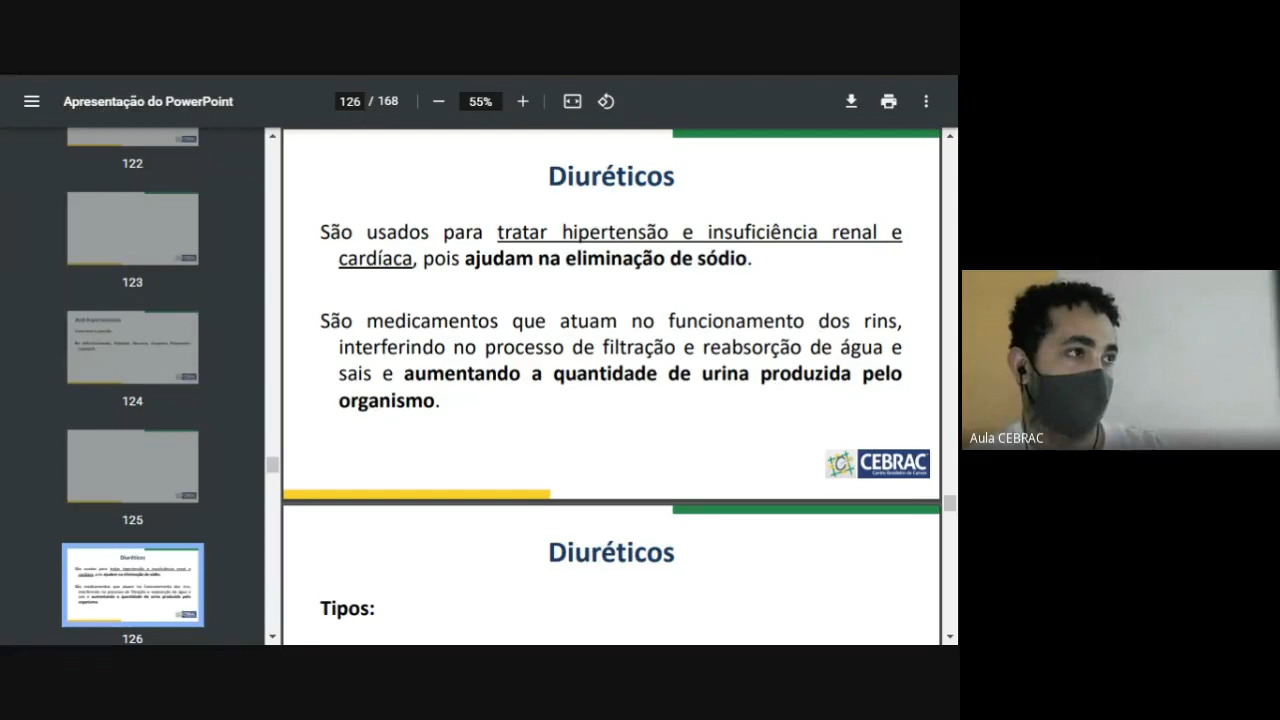 Apresentação do PowerPoint
126 / 168
55%
122
123
124
125
126
Diuréticos
São usados para tratar hipertensão e insuficiência renal e
cardíaca, pois ajudam na eliminação de sódio.
São medicamentos que atuam no funcionamento dos rins,
interferindo no processo de filtração e reabsorção de água e
sais e aumentando a quantidade de urina produzida pelo
organismo.
CEBRAC
Diuréticos
Tipos:
Aula CEBRAC